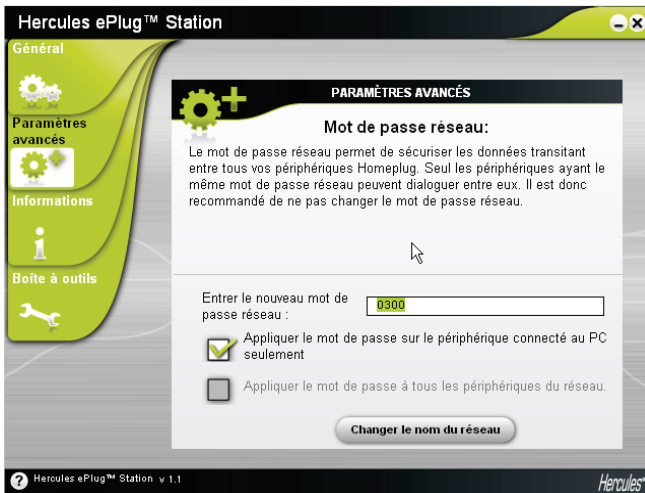 Hercules ePlug™ Station
Général
Paramètres
avancés
Informations
Boîte à outils
PARAMÈTRES AVANCÉS
Mot de passe réseau:
Le mot de passe réseau permet de sécuriser les données transitant
entre tous vos périphériques Homeplug. Seul les périphériques ayant le
même mot de passe réseau peuvent dialoguer entre eux. Il est donc
recommandé de ne pas changer le mot de passe réseau.
Entrer le nouveau mot de
passe réseau :
0300
Appliquer le mot de passe sur le périphérique connecté au PC
seulement
Appliquer le mot de passe à tous les périphériques du réseau.
Changer le nom du réseau
? Hercules ePlug™ Station v 1.1
Hercules